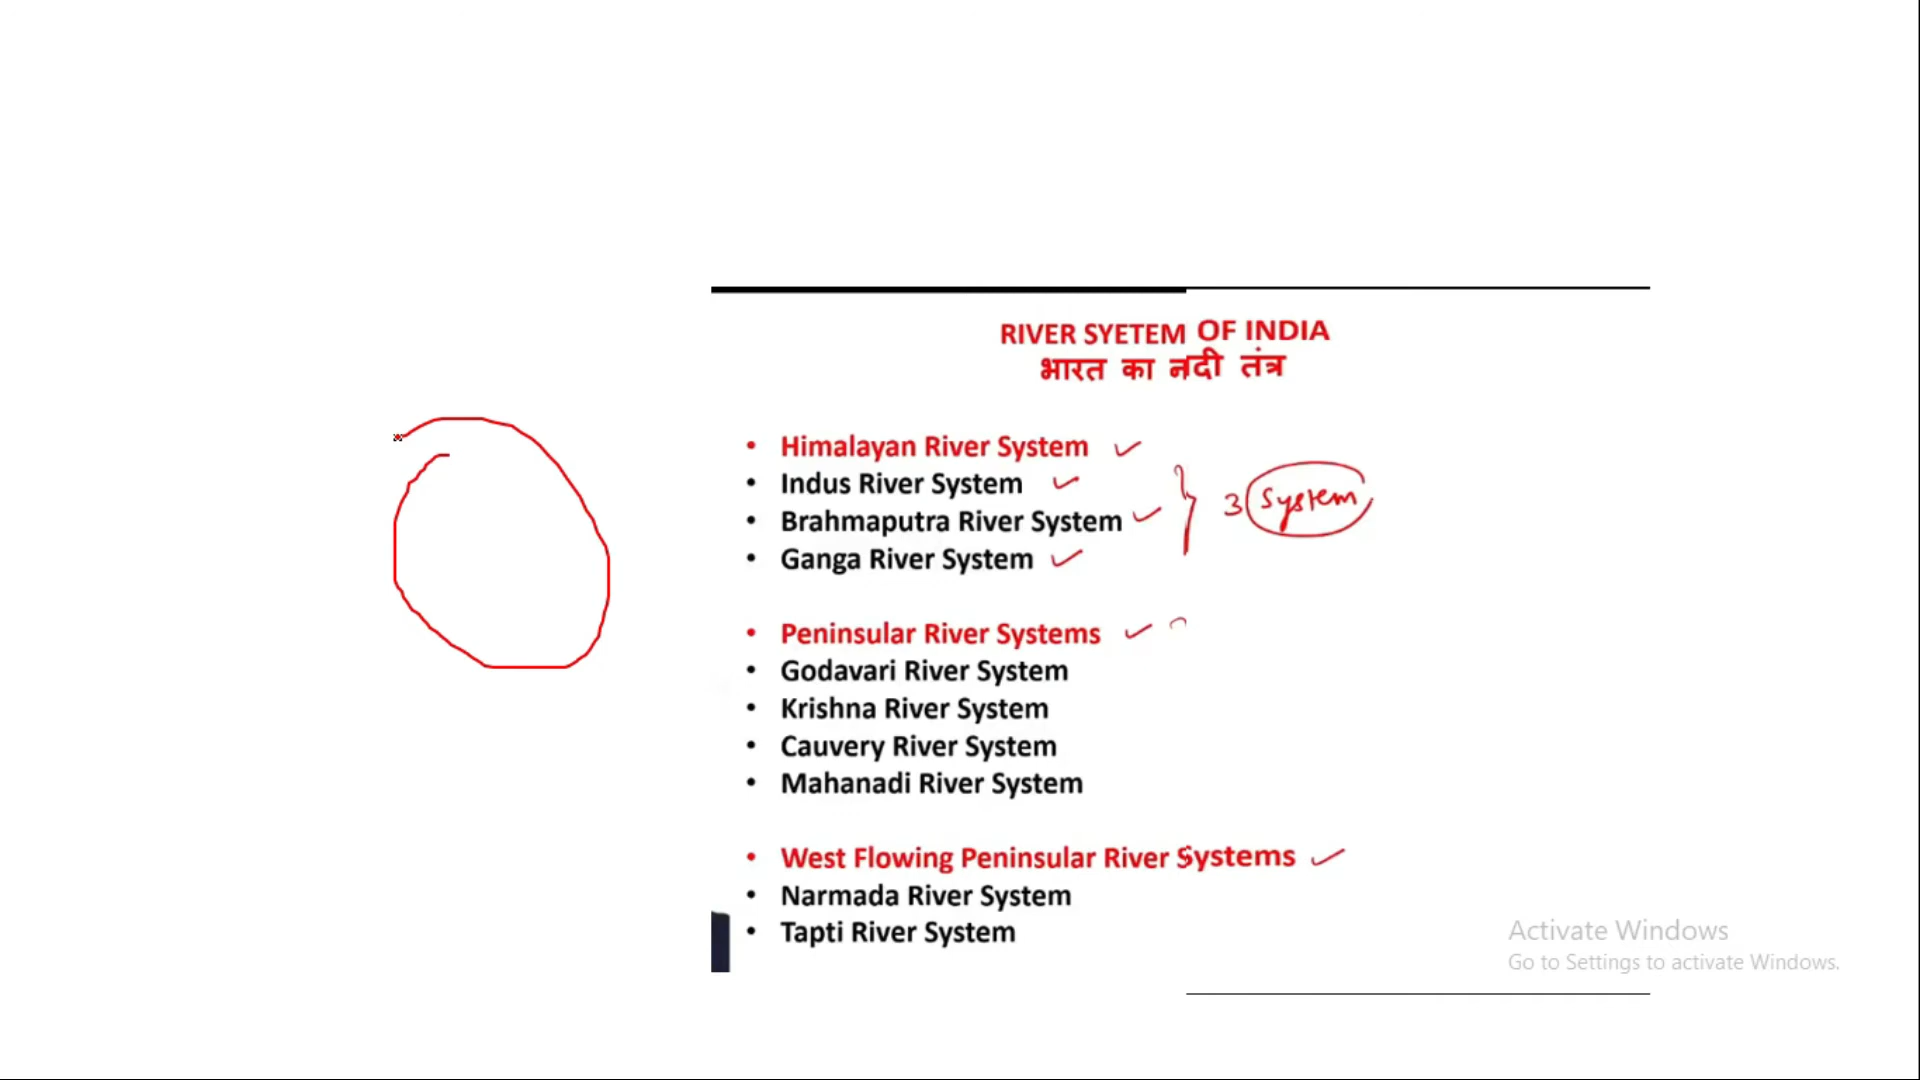 RIVER SYETEM OF INDIA
भारत का नदी तंत्र
• Himalayan River System
• Indus River System
• Brahmaputra River System
• Ganga River System
3 System
• Peninsular River Systems
• Godavari River System
• Krishna River System
• Cauvery River System
• Mahanadi River System
• West Flowing Peninsular River Systems
• Narmada River System
• Tapti River System
Activate Windows
Go to Settings to activate Windows.